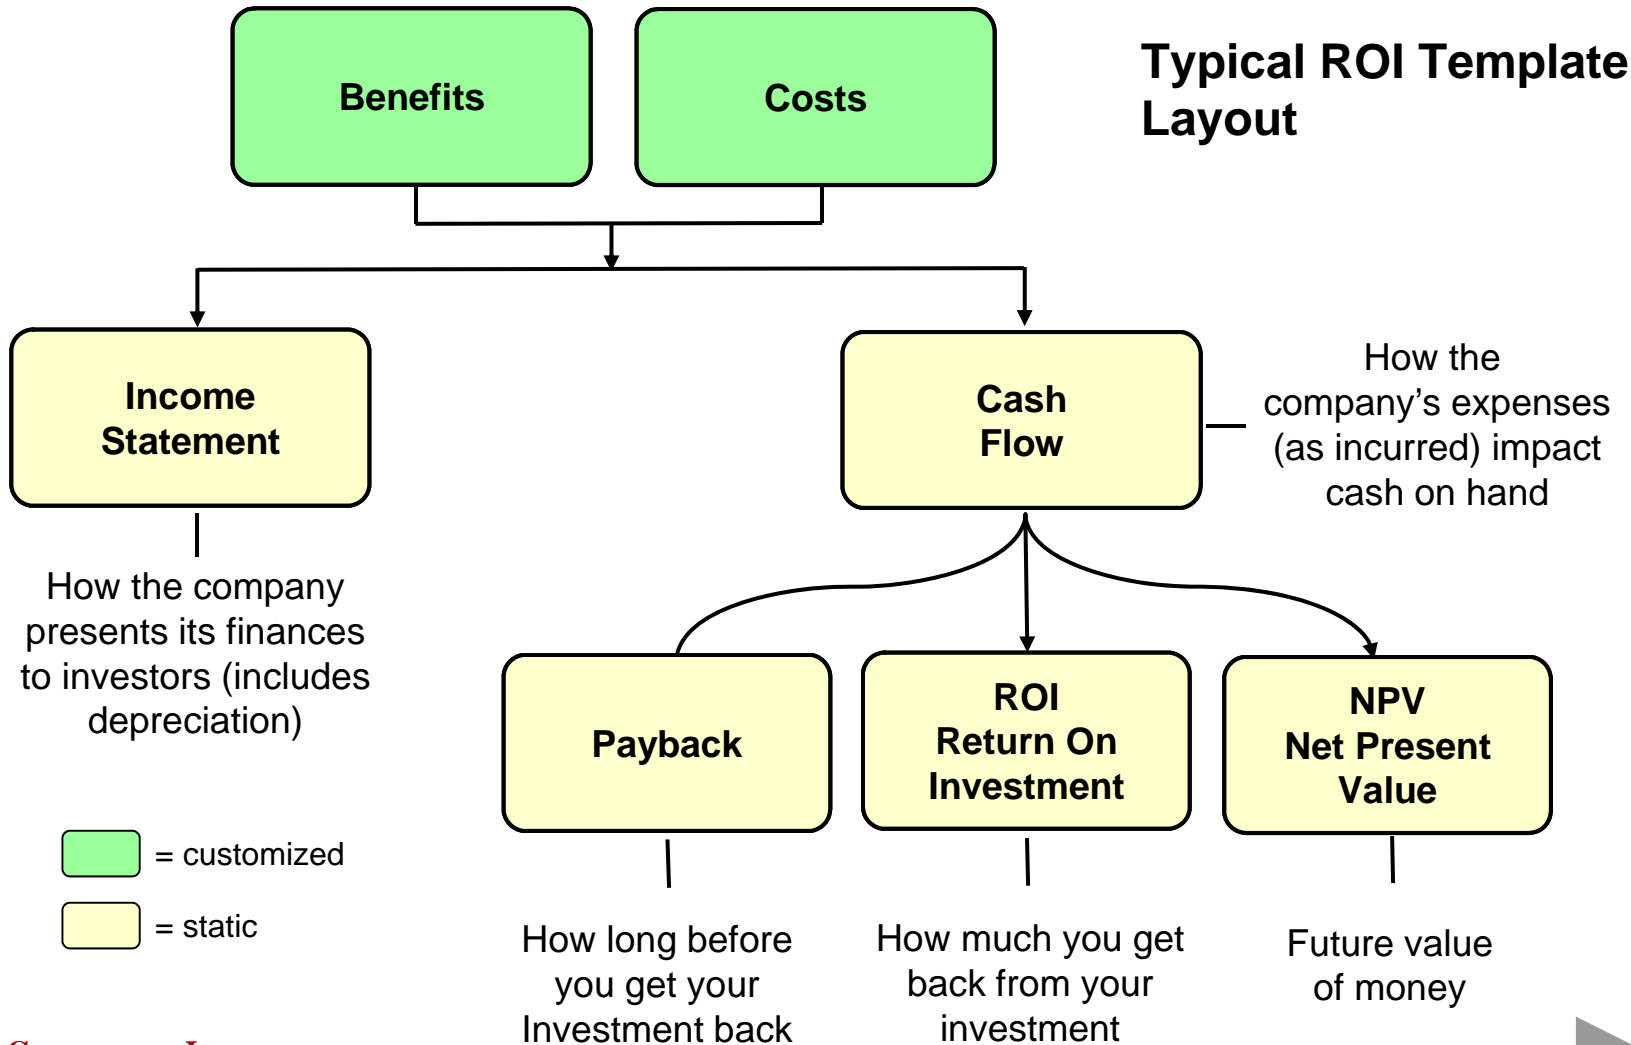 Typical ROI Template
Layout
Benefits
Costs
Income
Statement
Cash
Flow
How the
company’s expenses
(as incurred) impact
cash on hand
How the company
presents its finances
to investors (includes
depreciation)
Payback
ROI
Return On
Investment
NPV
Net Present
Value
= customized
= static
How long before
you get your
Investment back
How much you get
back from your
investment
Future value
of money